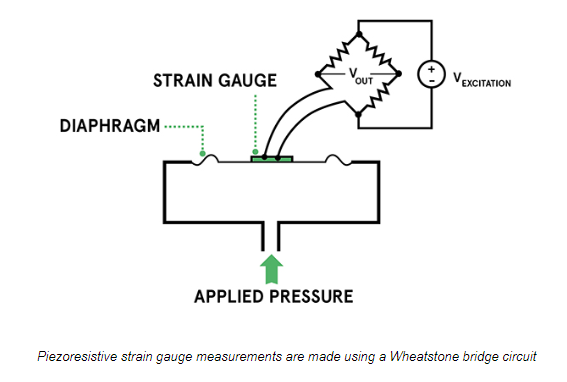 STRAIN GAUGE
VOUT
+
-
VEXCITATION
DIAPHRAGM
APPLIED PRESSURE
Piezoresistive strain gauge measurements are made using a Wheatstone bridge circuit